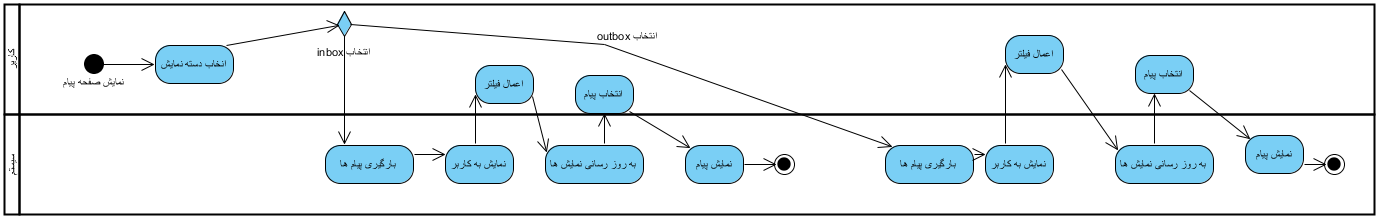 کاربر
نمایش صفحه پیام
انخاب دسته نمایش
انتخاب inbox
انتخاب outbox
اعمال فیلتر
انتخاب پیام
اعمال فیلتر
انتخاب پیام
سیستم
بارگیری پیام ها
نمایش به کاربر
به روز رسانی نمایش ها
نمایش پیام
بارگیری پیام ها
نمایش به کاربر
به روز رسانی نمایش ها
نمایش پیام